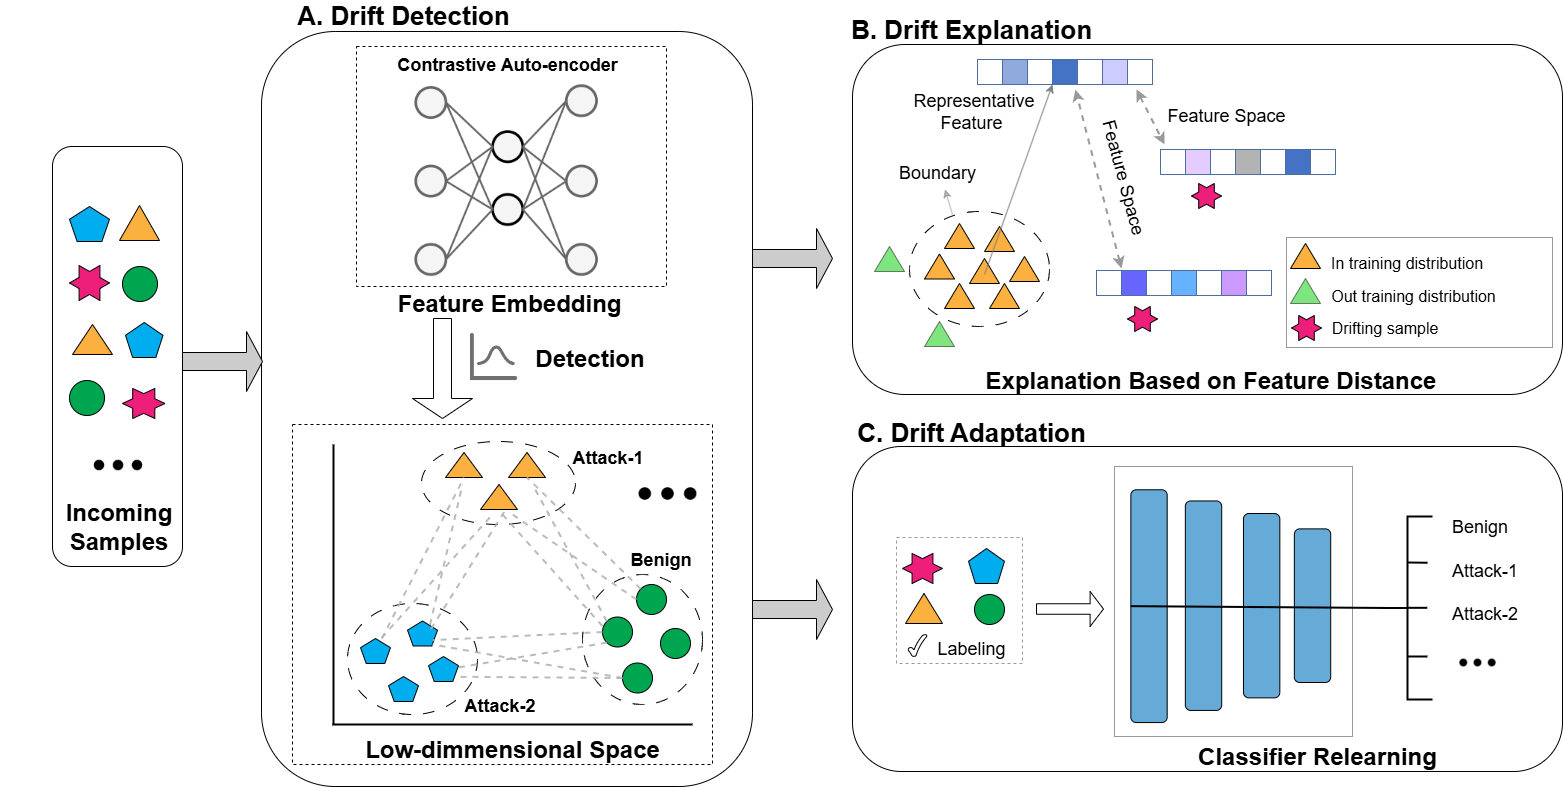 Incoming
Samples
A. Drift Detection
Contrastive Auto-encoder
Feature Embedding
Detection
Attack-1
Benign
Attack-2
Low-dimmensional Space
B. Drift Explanation
Representative
Feature
Feature Space
Feature Space
Boundary
In training distribution
Out training distribution
Drifting sample
Explanation Based on Feature Distance
C. Drift Adaptation
Labeling
Benign
Attack-1
Attack-2
Classifier Relearning